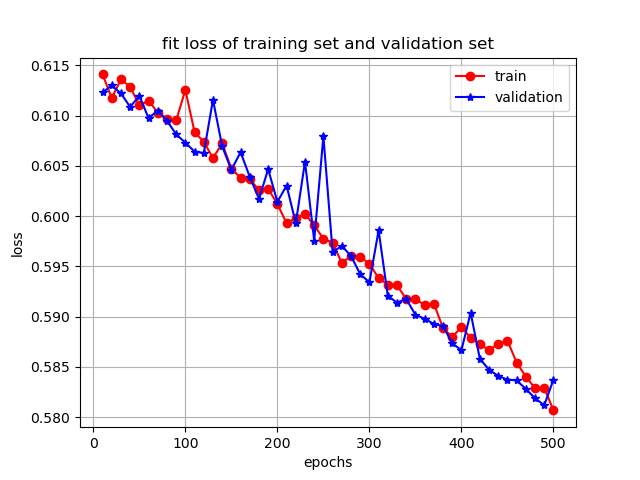 fit loss of training set and validation set
train
validation
0.615
0.610
0.605
0.600
0.595
0.590
0.585
0.580
loss
0 100 200 300 400 500
epochs